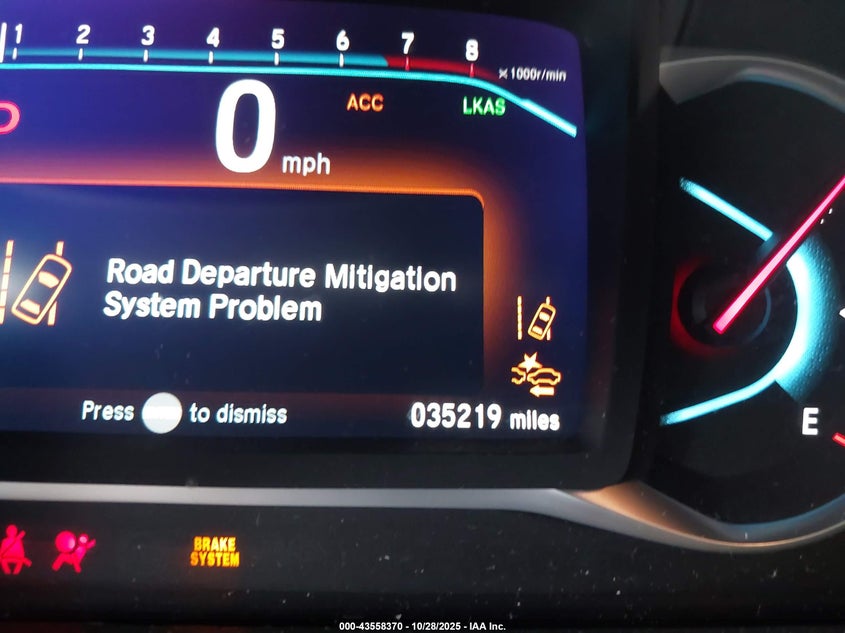 1 2 3 4 5 6 7 8
x1000r/min
ACC
LKAS
0 mph
Road Departure Mitigation
System Problem
Press to dismiss
035219 miles
E
BRAKE
SYSTEM
000-43558370 - 10/28/2025 - IAA Inc.